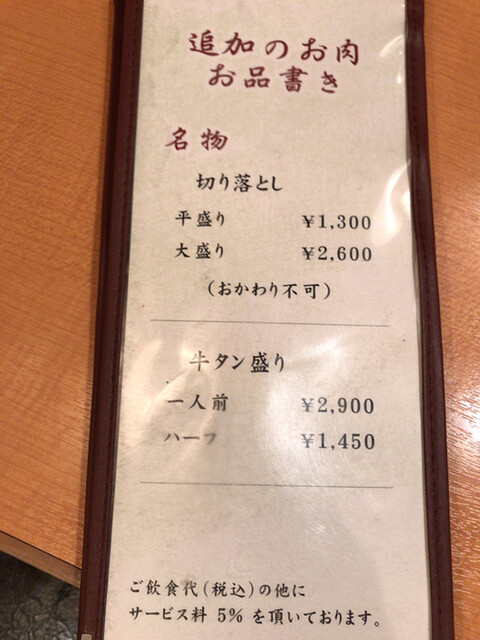 追加のお肉
お品書き
名物
切り落とし
平盛り ¥1,300
大盛り ¥2,600
（おかわり不可）
牛タン盛り
一人前 ¥2,900
ハーフ ¥1,450
ご飲食代（税込）の他に
サービス料 5% を頂いております。